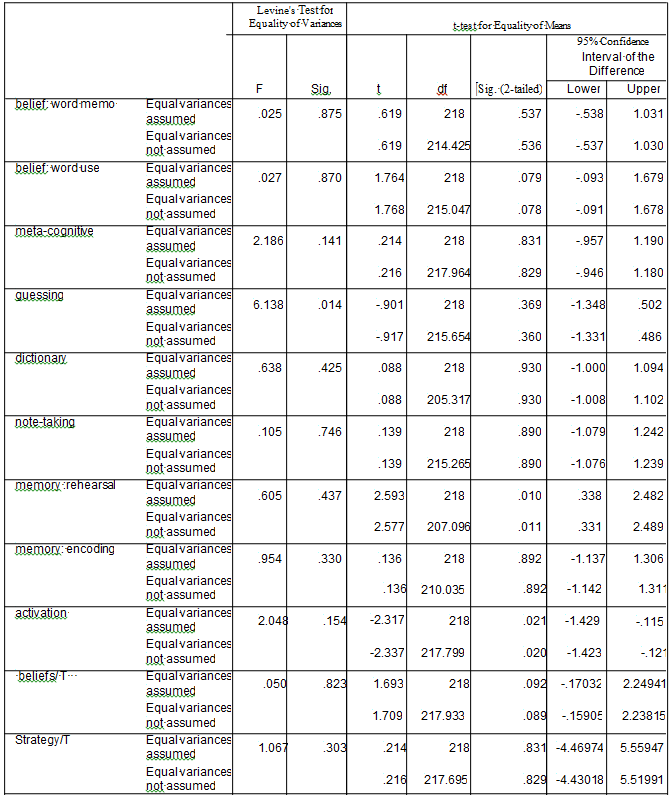 Levine's Test for
Equality of Variances
t-test for Equality of Means
95% Confidence
Interval of the
Difference
F Sig. t df Sig. (2-tailed) Lower Upper
belief: word memo Equal variances assumed .025 .875 .619 218 .537 -.538 1.031
Equal variances not assumed .619 214.425 .536 -.537 1.030
belief: word use Equal variances assumed .027 .870 1.764 218 .079 -.093 1.679
Equal variances not assumed 1.768 215.047 .078 -.091 1.678
meta-cognitive Equal variances assumed 2.186 .141 .214 218 .831 -.957 1.190
Equal variances not assumed .216 217.964 .829 -.946 1.180
guessing Equal variances assumed 6.138 .014 -.901 218 .369 -1.348 .502
Equal variances not assumed -.917 215.654 .360 -1.331 .486
dictionary Equal variances assumed .638 .425 .088 218 .930 -1.000 1.094
Equal variances not assumed .088 205.317 .930 -1.008 1.102
note-taking Equal variances assumed .105 .746 .139 218 .890 -1.079 1.242
Equal variances not assumed .139 215.265 .890 -1.076 1.239
memory: rehearsal Equal variances assumed .605 .437 2.593 218 .010 .338 2.482
Equal variances not assumed 2.577 207.096 .011 .331 2.489
memory: encoding Equal variances assumed .954 .330 .136 218 .892 -1.137 1.306
Equal variances not assumed .136 210.035 .892 -1.142 1.311
activation Equal variances assumed 2.048 .154 -2.317 218 .021 -1.429 -.115
Equal variances not assumed -2.337 217.799 .020 -1.423 -.121
beliefs/T... Equal variances assumed .050 .823 1.693 218 .092 -.17032 2.24941
Equal variances not assumed 1.709 217.933 .089 -.15905 2.23815
Strategy/T Equal variances assumed 1.067 .303 .214 218 .831 -4.46974 5.55947
Equal variances not assumed .216 217.695 .829 -4.43018 5.51991